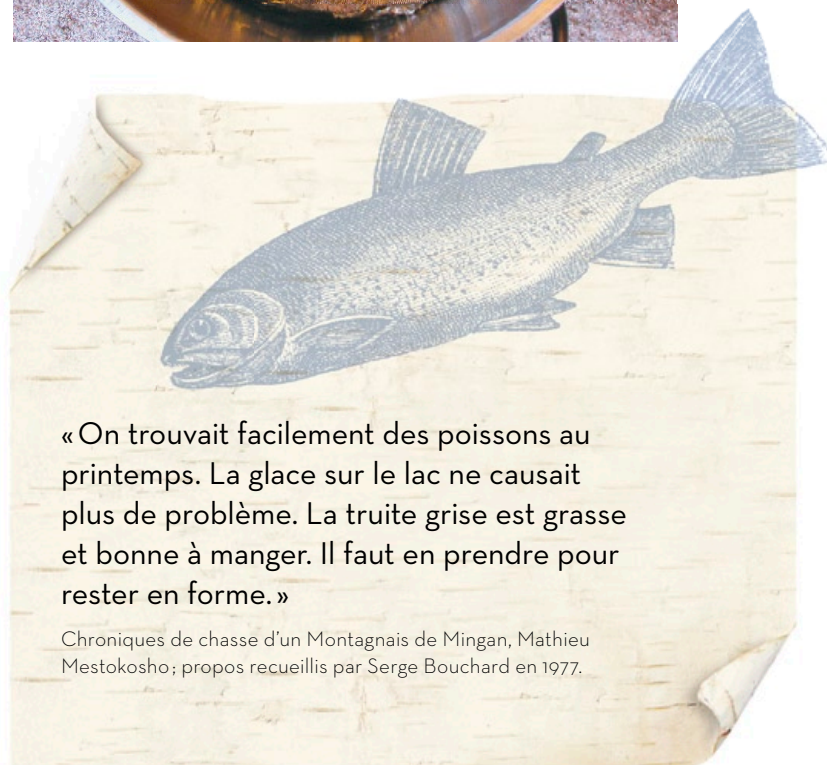 « On trouvait facilement des poissons au
printemps. La glace sur le lac ne causait
plus de problème. La truite grise est grasse
et bonne à manger. Il faut en prendre pour
rester en forme. »
Chroniques de chasse d’un Montagnais de Mingan, Mathieu
Mestokosho ; propos recueillis par Serge Bouchard en 1977.